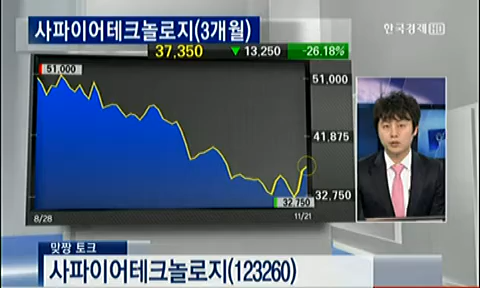 사파이어테크놀로지(3개월)
한국경제 HD
37,350 ▼ 13,250 -26.18%
51,000
51,000
41,875
32,750
32,750
8/28
11/21
맞짱 토크
사파이어테크놀로지(123260)